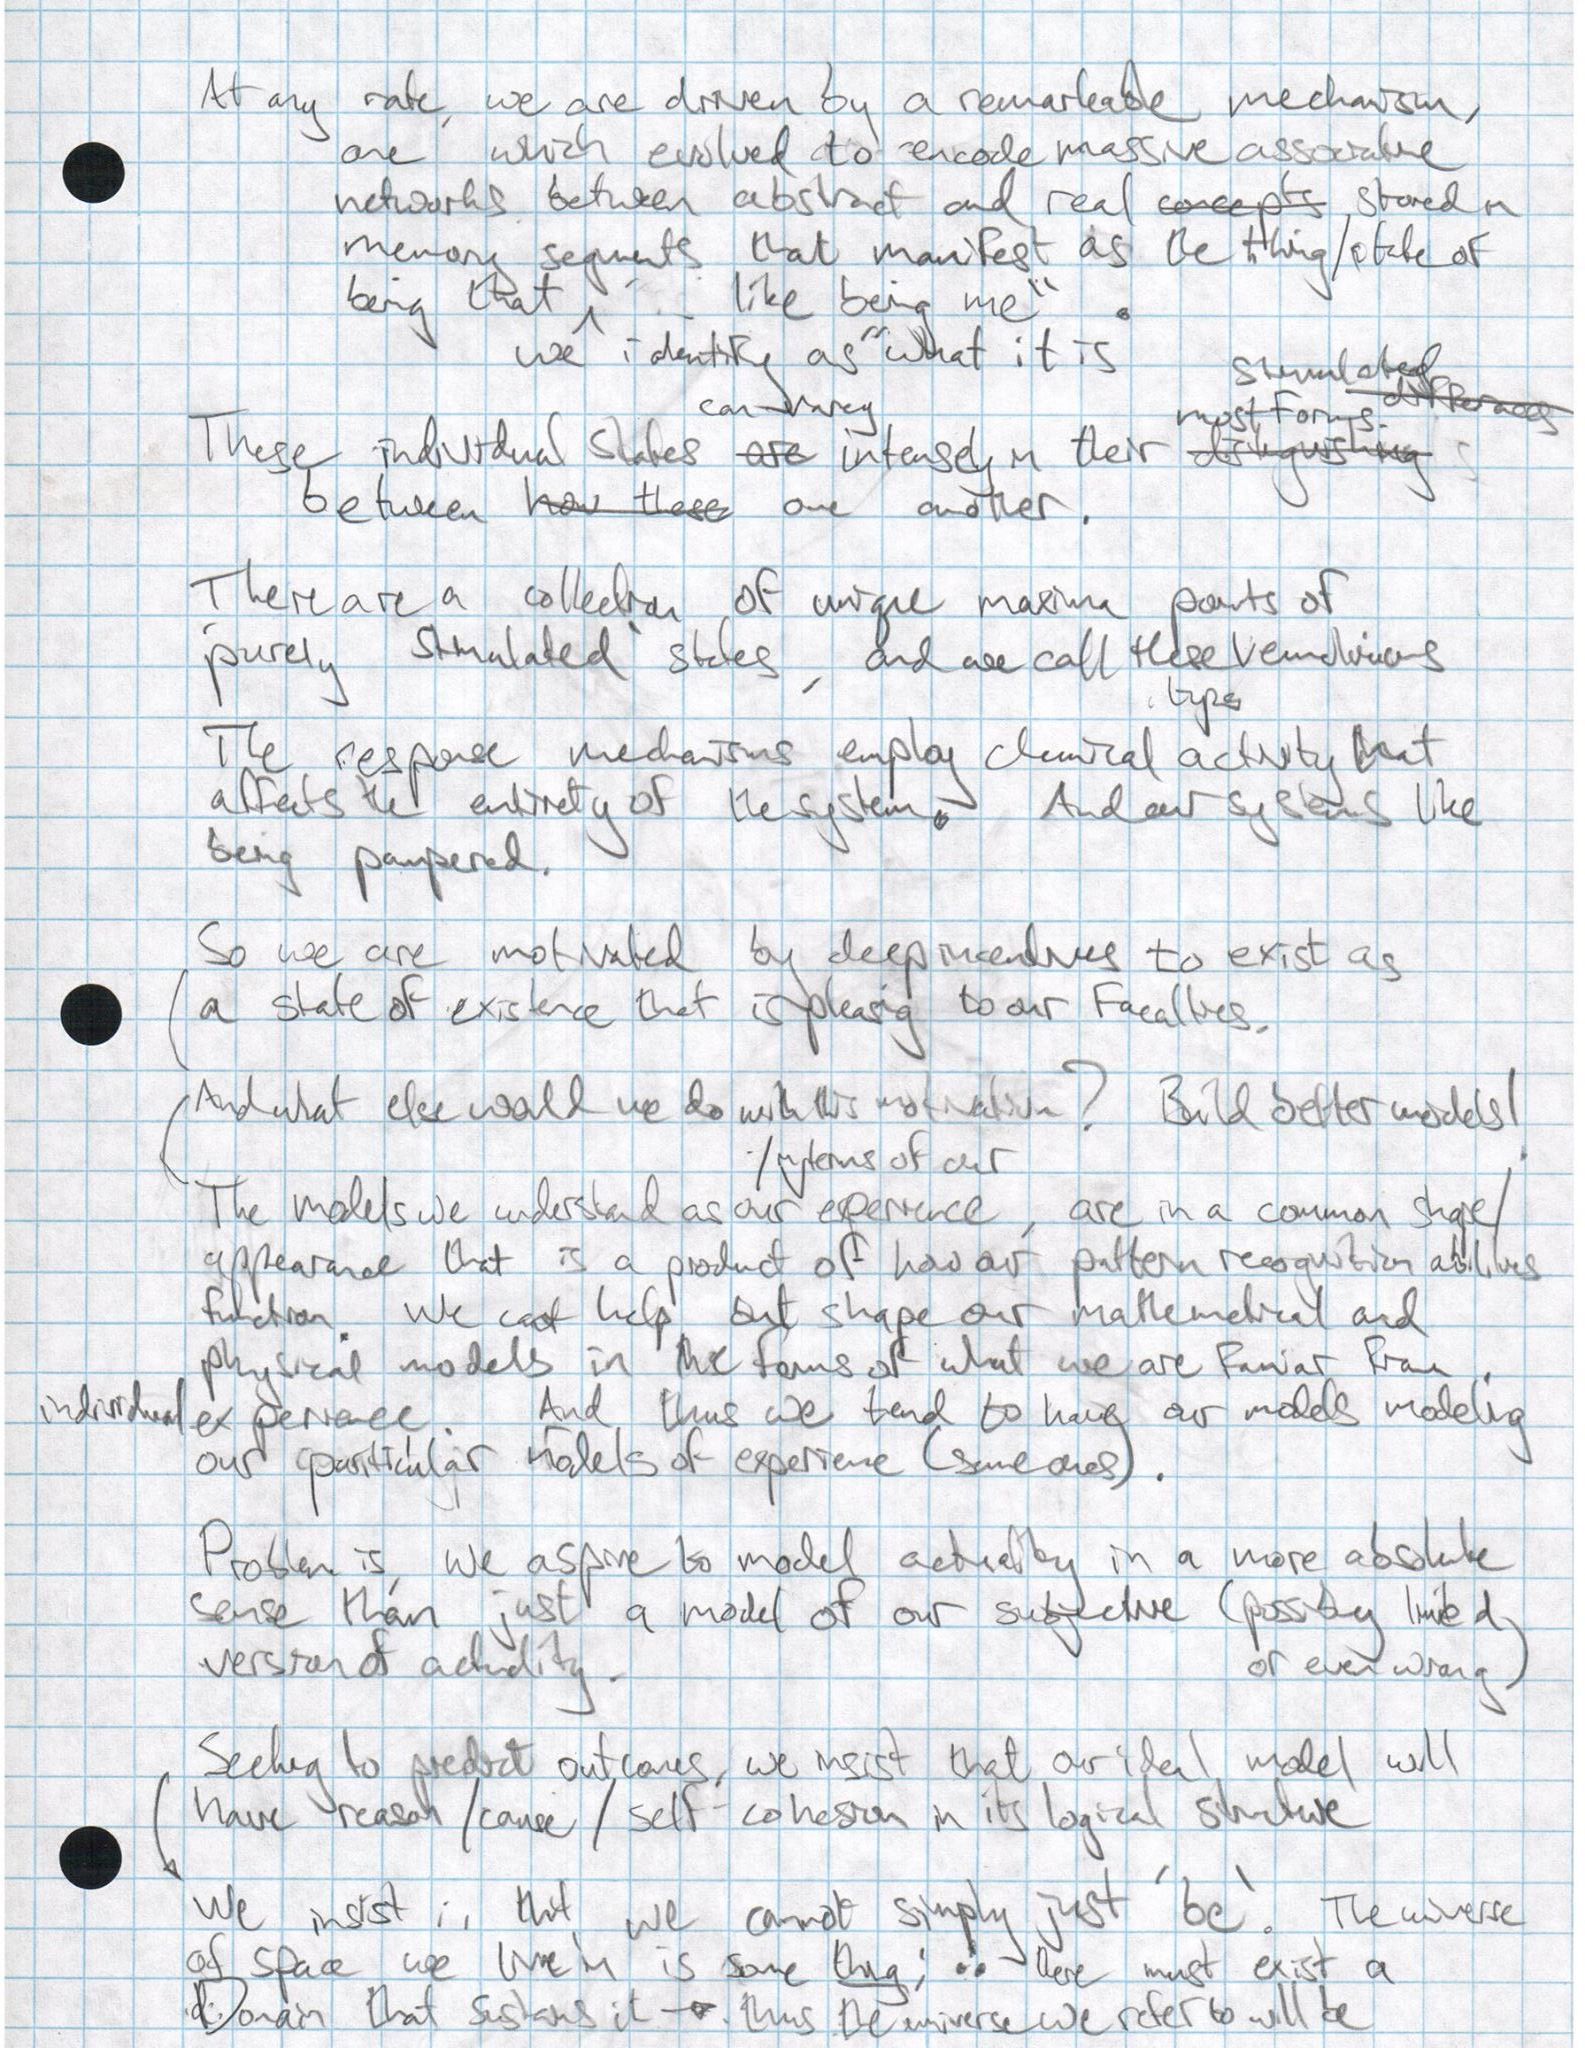 At any rate, we are driven by a remarkable mechanism,
one which evolved to encode massive associative
networks between abstract and real concepts stored in
memory segments that manifest as the thing/state of
being that like being me".
we identify as "what it is
stimulated differences
can vary most forms
These individual states are intensely in their distinguishing
between how these one another.
There are a collection of unique maxima points of
purely stimulated states, and we call these
types
The response mechanisms employ chemical activity that
affects the entirety of the system. And our systems like
being pampered.
So we are motivated by deep incentives to exist as
a state of existence that is pleasing to our Faculties.
And what else would we do with this motivation? Build better models!
/in terms of our
The models we understand as our experience, are in a common shape/
appearance that is a product of how our pattern recognition abilities
function. We can't help but shape our mathematical and
physical models in the forms of what we are Familiar From
individual experience. And thus we tend to have our models modeling
our particular models of experience (some ones).
Problem is, we aspire to model actuality in a more absolute
sense than just a model of our subjective (possibly limited
version of actuality. or even wrong)
Seeking to predict outcomes, we insist that our ideal model will
have reason/cause/self-cohesion in its logical structure
We insist that we cannot simply just 'be'. The universe
of space we live in is some thing; ∴ there must exist a
Domain that sustains it → thus the universe we refer to will be